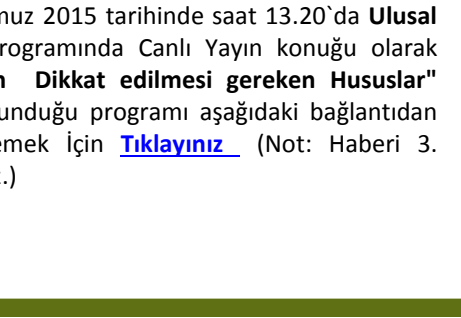 muz 2015 tarihinde saat 13.20`da Ulusal
rogramında Canlı Yayın konuğu olarak
Dikkat edilmesi gereken Hususlar"
unduğu programı aşağıdaki bağlantıdan
emek İçin Tıklayınız (Not: Haberi 3.
.)